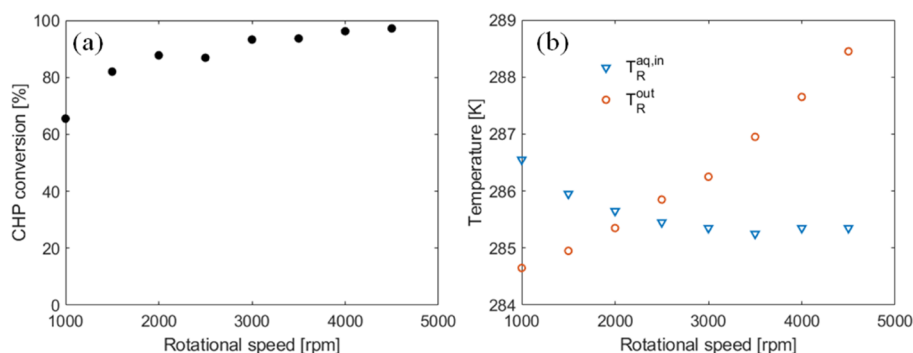 (a)
100
80
60
40
20
0
CHP conversion [%]
1000 2000 3000 4000 5000
Rotational speed [rpm]
(b)
289
288
287
286
285
284
Temperature [K]
T_R^{aq,in}
T_R^{out}
1000 2000 3000 4000 5000
Rotational speed [rpm]